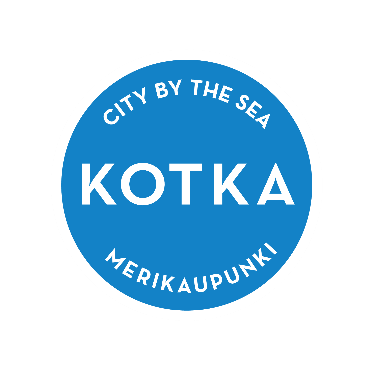 CITY BY THE SEA
KOTKA
MERIKAUPUNKI